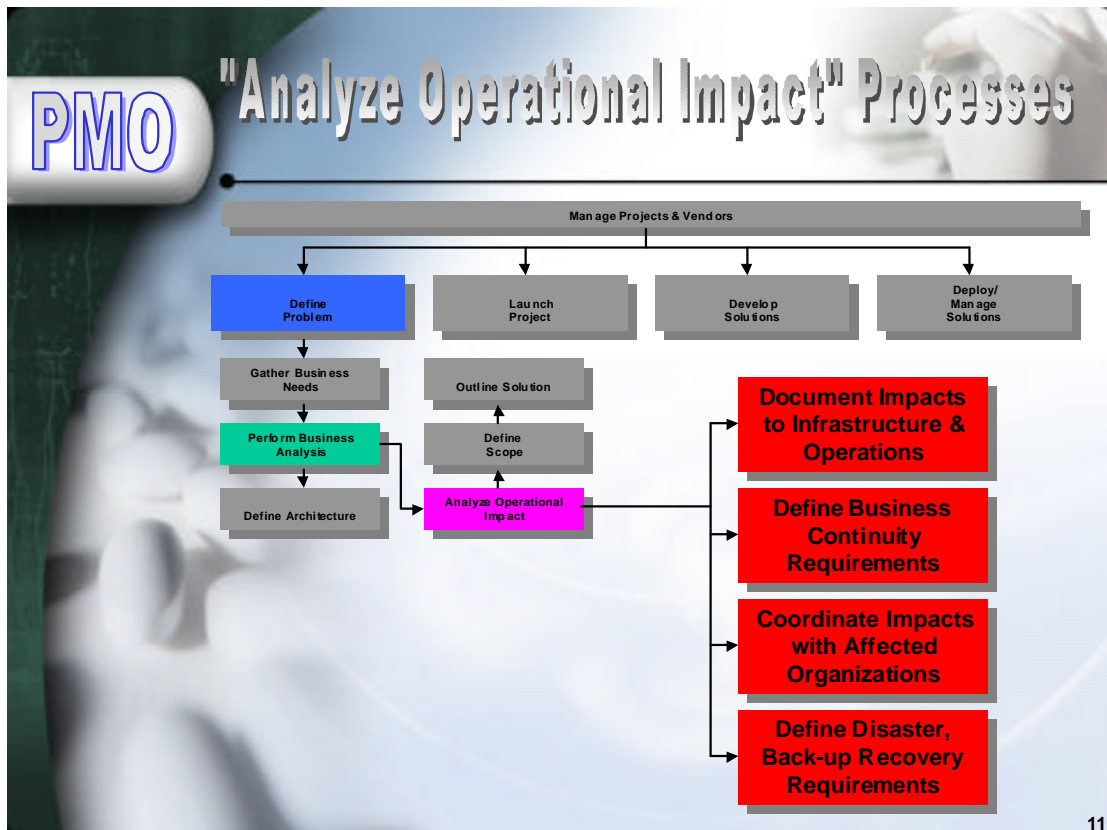 "Analyze Operational Impact" Processes
PMO
Manage Projects & Vendors
Define
Problem
Launch
Project
Develop
Solutions
Deploy/
Manage
Solutions
Gather Business
Needs
Outline Solution
Perform Business
Analysis
Define
Scope
Define Architecture
Analyze Operational
Impact
Document Impacts
to Infrastructure &
Operations
Define Business
Continuity
Requirements
Coordinate Impacts
with Affected
Organizations
Define Disaster,
Back-up Recovery
Requirements
11